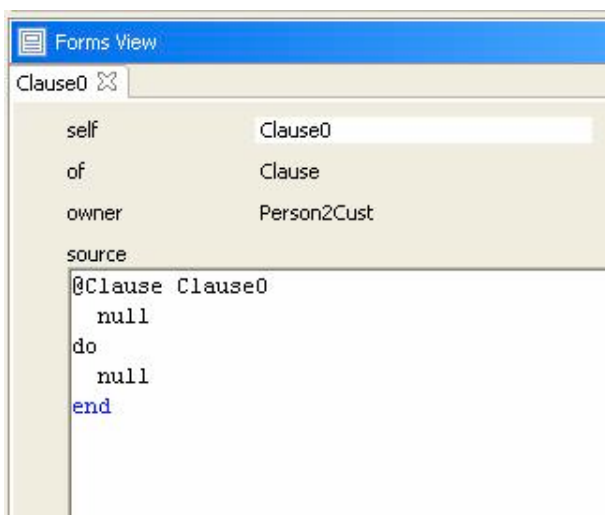 Forms View
Clause0
self Clause0
of Clause
owner Person2Cust
source
@Clause Clause0
  null
do
  null
end